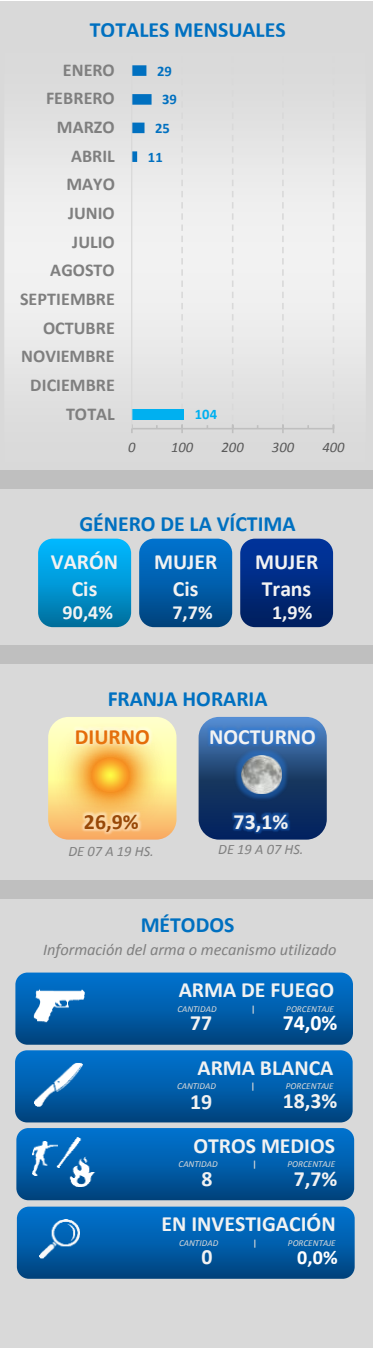 TOTALES MENSUALES
ENERO 29
FEBRERO 39
MARZO 25
ABRIL 11
MAYO
JUNIO
JULIO
AGOSTO
SEPTIEMBRE
OCTUBRE
NOVIEMBRE
DICIEMBRE
TOTAL 104
0 100 200 300 400
GÉNERO DE LA VÍCTIMA
VARÓN MUJER MUJER
Cis Cis Trans
90,4% 7,7% 1,9%
FRANJA HORARIA
DIURNO NOCTURNO
26,9% 73,1%
DE 07 A 19 HS. DE 19 A 07 HS.
MÉTODOS
Información del arma o mecanismo utilizado
ARMA DE FUEGO
CANTIDAD | PORCENTAJE
77 74,0%
ARMA BLANCA
CANTIDAD | PORCENTAJE
19 18,3%
OTROS MEDIOS
CANTIDAD | PORCENTAJE
8 7,7%
EN INVESTIGACIÓN
CANTIDAD | PORCENTAJE
0 0,0%